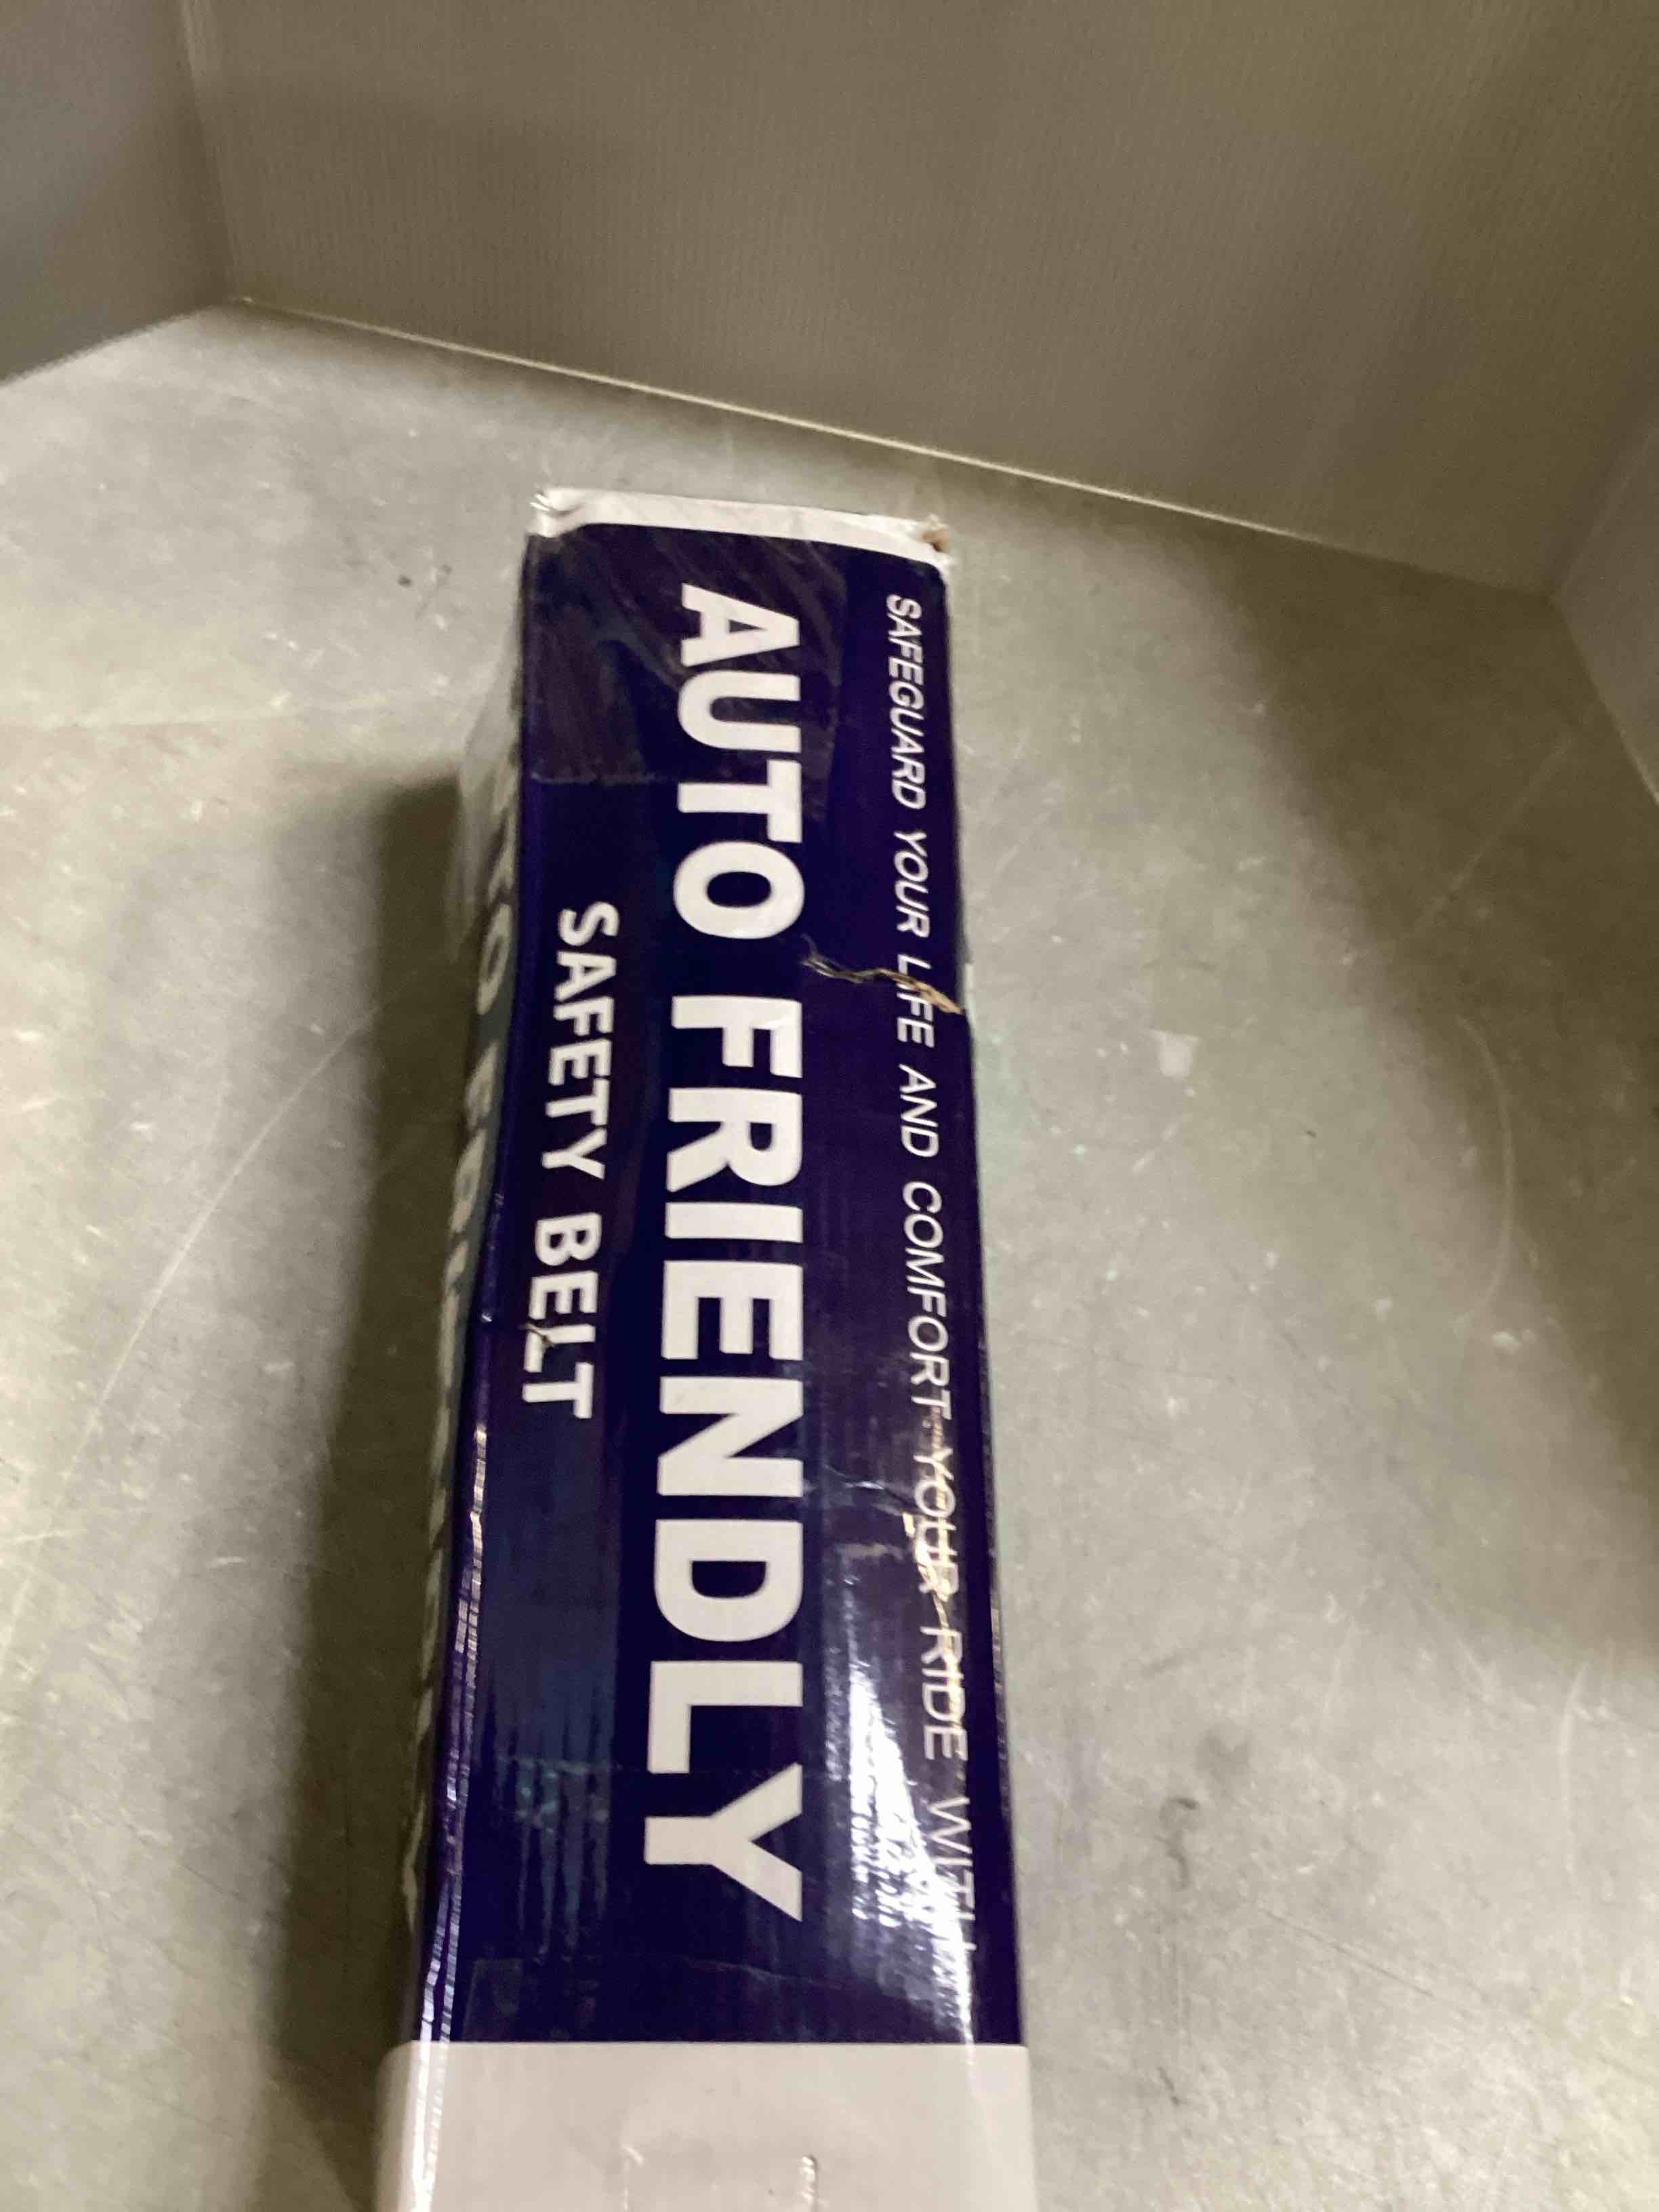 SAFEGUARD YOUR LIFE AND COMFORT YOUR RIDE WITH
AUTO FRIENDLY
SAFETY BELT